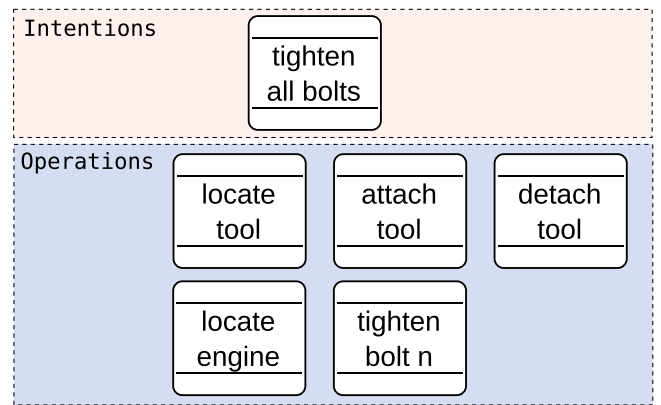 Intentions
tighten
all bolts
Operations
locate
tool
attach
tool
detach
tool
locate
engine
tighten
bolt n